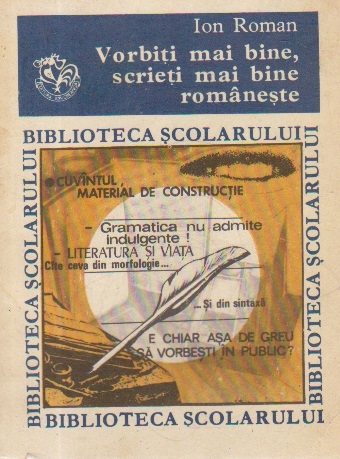 Ion Roman
Vorbiți mai bine,
scrieți mai bine
românește
BIBLIOTECA ȘCOLARULUI
BIBLIOTECA ȘCOLARULUI
BIBLIOTECA ȘCOLARULUI
CUVÎNTUL,
MATERIAL DE CONSTRUCȚIE
- Gramatica nu admite
indulgențe !
- LITERATURA ȘI VIAȚA
Cîte ceva din morfologie...
...Și din sintaxă
E CHIAR AȘA DE GREU
SĂ VORBEȘTI ÎN PUBLIC?
BIBLIOTECA ȘCOLARULUI